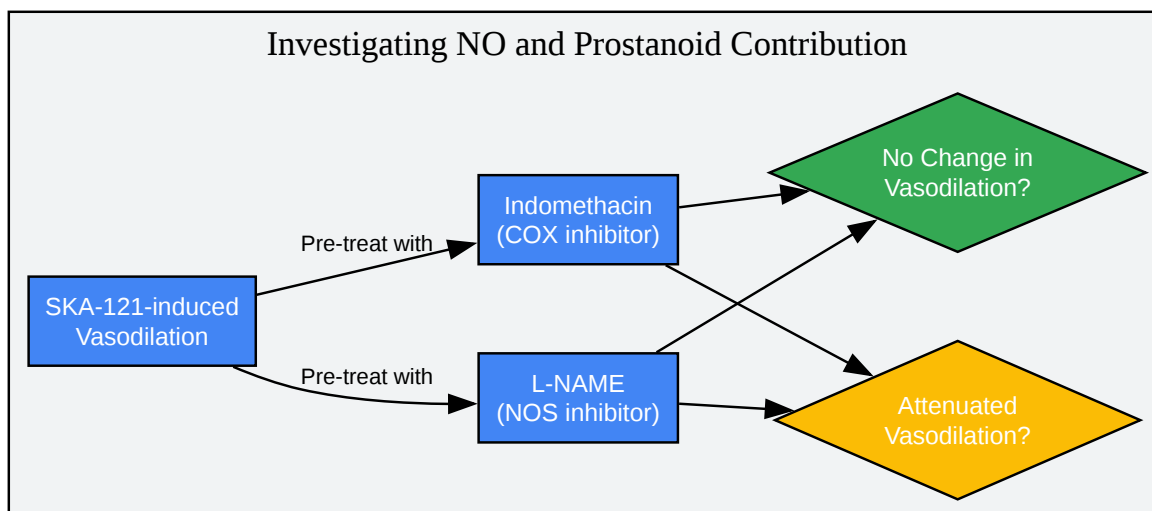 Investigating NO and Prostanoid Contribution
SKA-121-induced
Vasodilation
Pre-treat with
Pre-treat with
Indomethacin
(COX inhibitor)
L-NAME
(NOS inhibitor)
No Change in
Vasodilation?
Attenuated
Vasodilation?